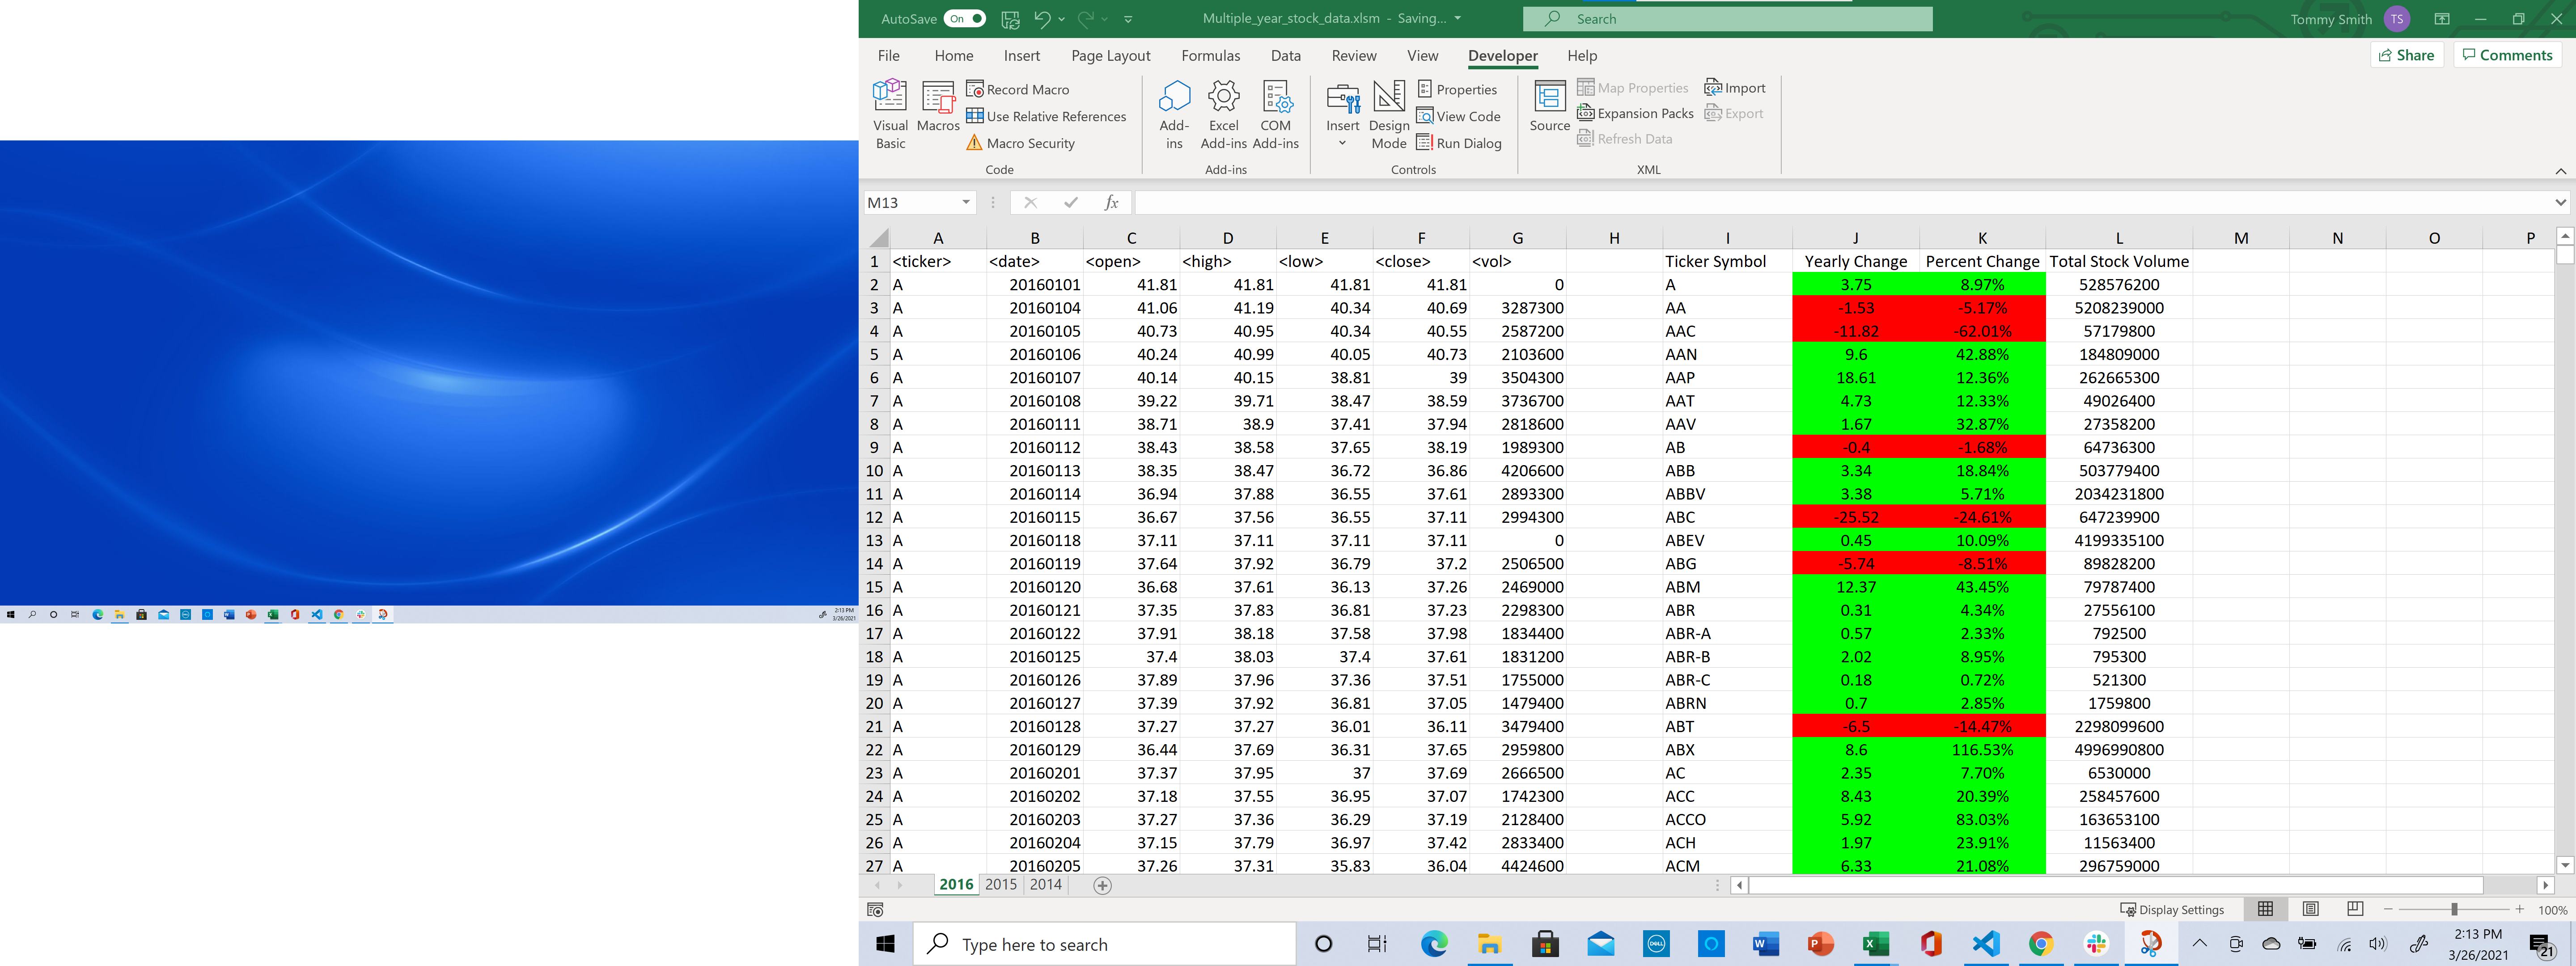 2:13 PM
3/26/2021
AutoSave On
Multiple_year_stock_data.xlsm - Saving...
Search
Tommy Smith TS
File Home Insert Page Layout Formulas Data Review View Developer Help
Share Comments
Visual Basic
Macros
Record Macro
Use Relative References
Macro Security
Code
Add-ins
Excel Add-ins
COM Add-ins
Add-ins
Insert
Design Mode
Properties
View Code
Run Dialog
Controls
Source
Map Properties
Expansion Packs
Refresh Data
Import
Export
XML
M13 fx
A B C D E F G H I J K L M N O P
1 <ticker> <date> <open> <high> <low> <close> <vol> Ticker Symbol Yearly Change Percent Change Total Stock Volume
2 A 20160101 41.81 41.81 41.81 41.81 0 A 3.75 8.97% 528576200
3 A 20160104 41.06 41.19 40.34 40.69 3287300 AA -1.53 -5.17% 5208239000
4 A 20160105 40.73 40.95 40.34 40.55 2587200 AAC -11.82 -62.01% 57179800
5 A 20160106 40.24 40.99 40.05 40.73 2103600 AAN 9.6 42.88% 184809000
6 A 20160107 40.14 40.15 38.81 39 3504300 AAP 18.61 12.36% 262665300
7 A 20160108 39.22 39.71 38.47 38.59 3736700 AAT 4.73 12.33% 49026400
8 A 20160111 38.71 38.9 37.41 37.94 2818600 AAV 1.67 32.87% 27358200
9 A 20160112 38.43 38.58 37.65 38.19 1989300 AB -0.4 -1.68% 64736300
10 A 20160113 38.35 38.47 36.72 36.86 4206600 ABB 3.34 18.84% 503779400
11 A 20160114 36.94 37.88 36.55 37.61 2893300 ABBV 3.38 5.71% 2034231800
12 A 20160115 36.67 37.56 36.55 37.11 2994300 ABC -25.52 -24.61% 647239900
13 A 20160118 37.11 37.11 37.11 37.11 0 ABEV 0.45 10.09% 4199335100
14 A 20160119 37.64 37.92 36.79 37.2 2506500 ABG -5.74 -8.51% 89828200
15 A 20160120 36.68 37.61 36.13 37.26 2469000 ABM 12.37 43.45% 79787400
16 A 20160121 37.35 37.83 36.81 37.23 2298300 ABR 0.31 4.34% 27556100
17 A 20160122 37.91 38.18 37.58 37.98 1834400 ABR-A 0.57 2.33% 792500
18 A 20160125 37.4 38.03 37.4 37.61 1831200 ABR-B 2.02 8.95% 795300
19 A 20160126 37.89 37.96 37.36 37.51 1755000 ABR-C 0.18 0.72% 521300
20 A 20160127 37.39 37.92 36.81 37.05 1479400 ABRN 0.7 2.85% 1759800
21 A 20160128 37.27 37.27 36.01 36.11 3479400 ABT -6.5 -14.47% 2298099600
22 A 20160129 36.44 37.69 36.31 37.65 2959800 ABX 8.6 116.53% 4996990800
23 A 20160201 37.37 37.95 37 37.69 2666500 AC 2.35 7.70% 6530000
24 A 20160202 37.18 37.55 36.95 37.07 1742300 ACC 8.43 20.39% 258457600
25 A 20160203 37.27 37.36 36.29 37.19 2128400 ACCO 5.92 83.03% 163653100
26 A 20160204 37.15 37.79 36.97 37.42 2833400 ACH 1.97 23.91% 11563400
27 A 20160205 37.26 37.31 35.83 36.04 4424600 ACM 6.33 21.08% 296759000
2016 2015 2014
Display Settings 100%
Type here to search
DELL
2:13 PM
3/26/2021
21